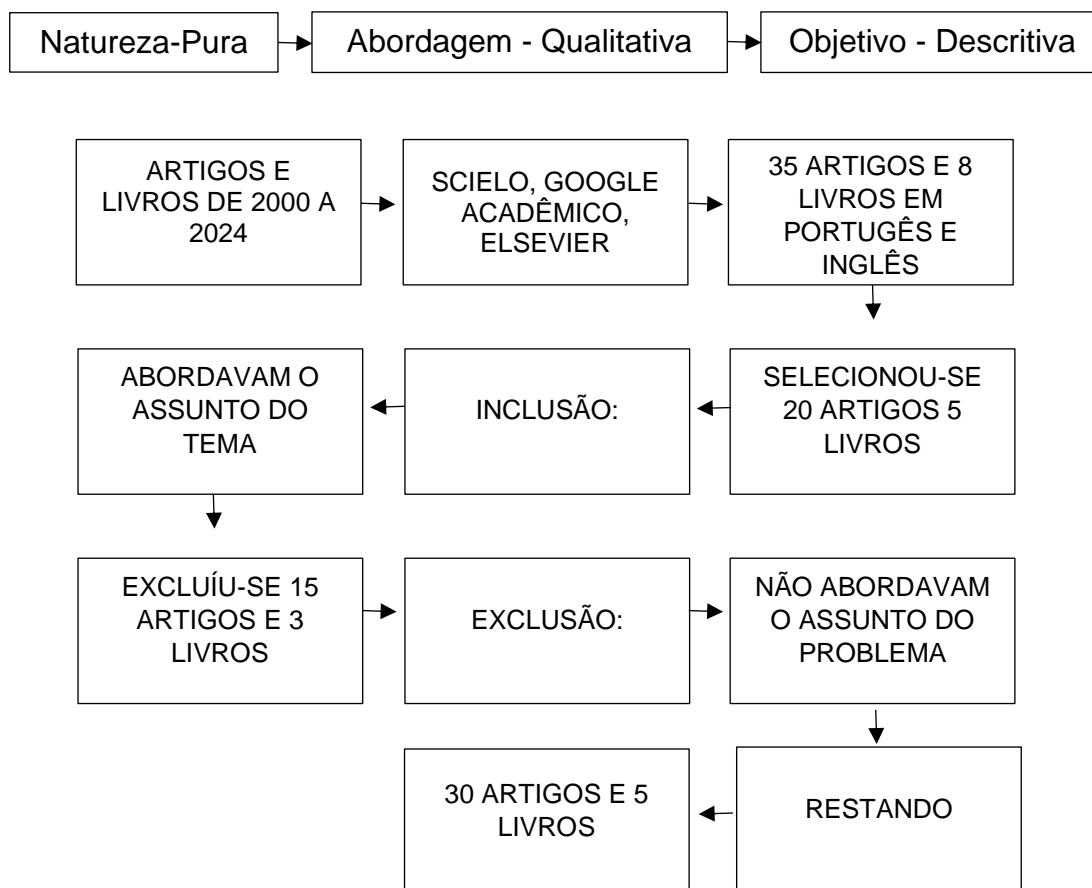 Natureza-Pura
Abordagem - Qualitativa
Objetivo - Descritiva
ARTIGOS E
LIVROS DE 2000 A
2024
SCIELO, GOOGLE
ACADÊMICO,
ELSEVIER
35 ARTIGOS E 8
LIVROS EM
PORTUGÊS E
INGLÊS
SELECIONOU-SE
20 ARTIGOS 5
LIVROS
INCLUSÃO:
ABORDAVAM O
ASSUNTO DO
TEMA
EXCLUÍU-SE 15
ARTIGOS E 3
LIVROS
EXCLUSÃO:
NÃO ABORDAVAM
O ASSUNTO DO
PROBLEMA
RESTANDO
30 ARTIGOS E 5
LIVROS